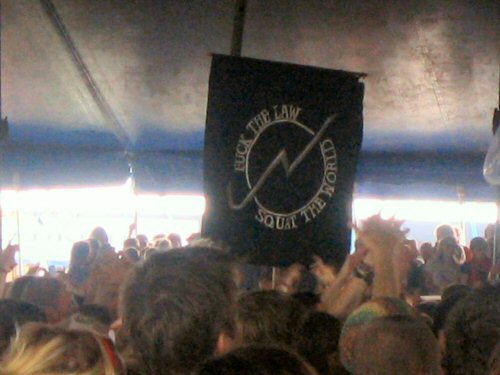 FUCK THE LAW
SQUAT THE WORLD